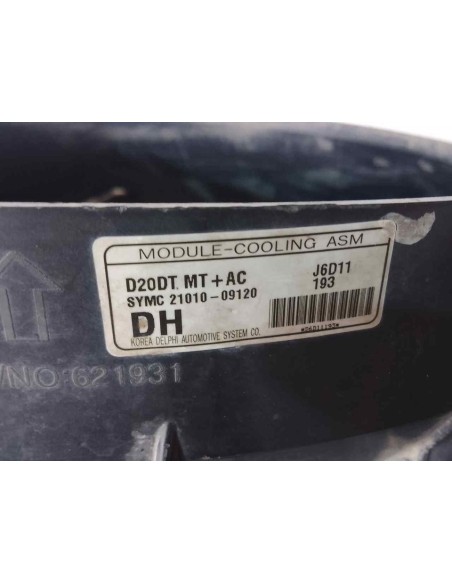 MODULE-COOLING ASM
D20DT MT+AC
J6D11
SYMC 21010-09120
193
DH
KOREA DELPHI AUTOMOTIVE SYSTEM CO.
/NO:621931